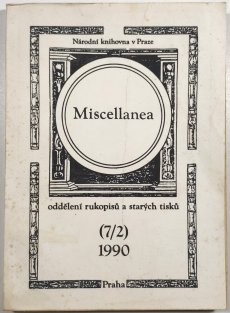 Národní knihovna v Praze
Miscellanea
oddělení rukopisů a starých tisků
(7/2)
1990
Praha